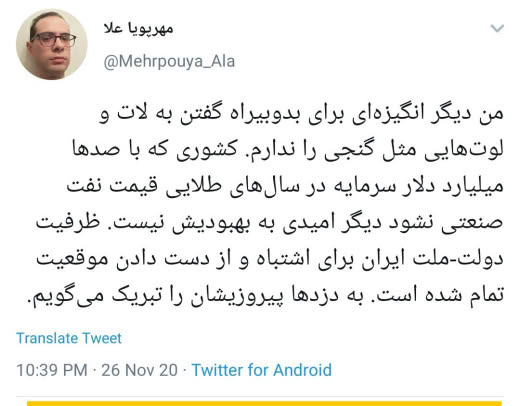 مهرپویا علا
@Mehrpouya_Ala
من دیگر انگیزه‌ای برای بدوبیراه گفتن به لات و
لوت‌هایی مثل گنجی را ندارم. کشوری که با صدها
میلیارد دلار سرمایه در سال‌های طلایی قیمت نفت
صنعتی نشود دیگر امیدی به بهبودیش نیست. ظرفیت
دولت-ملت ایران برای اشتباه و از دست دادن موقعیت
تمام شده است. به دزدها پیروزیشان را تبریک می‌گویم.
Translate Tweet
10:39 PM · 26 Nov 20 · Twitter for Android